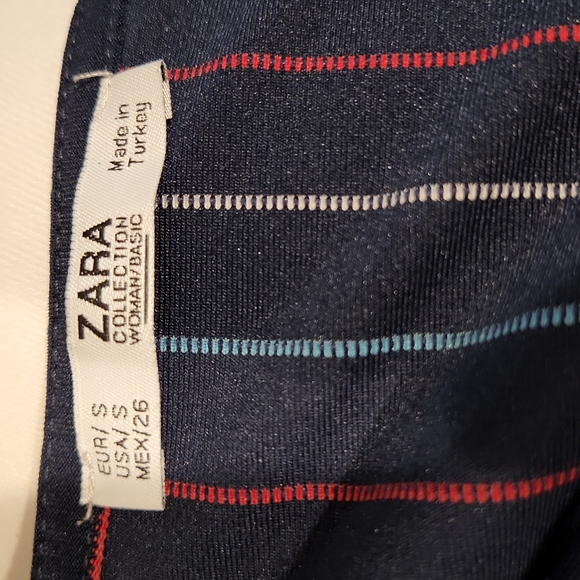 ZARA
COLLECTION
WOMAN/BASIC
EUR/ S
USA/ S
MEX/26
Made in
Turkey